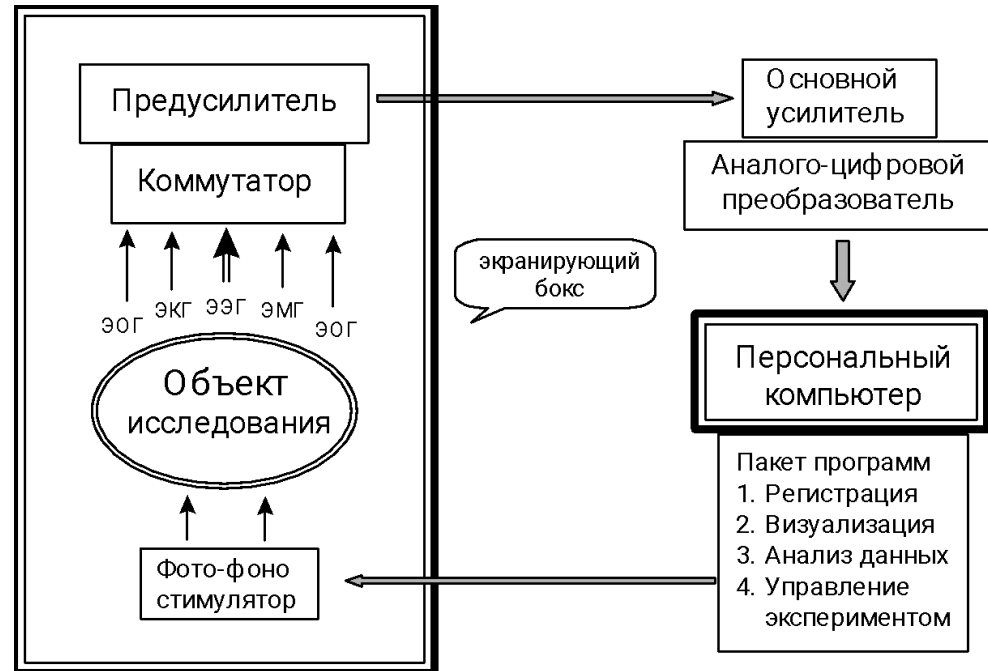 Предусилитель
Коммутатор
ЭОГ ЭКГ ЭЭГ ЭМГ ЭОГ
Объект
исследования
Фото-фоно
стимулятор
экранирующий
бокс
Основной
усилитель
Аналого-цифровой
преобразователь
Персональный
компьютер
Пакет программ
1. Регистрация
2. Визуализация
3. Анализ данных
4. Управление
экспериментом